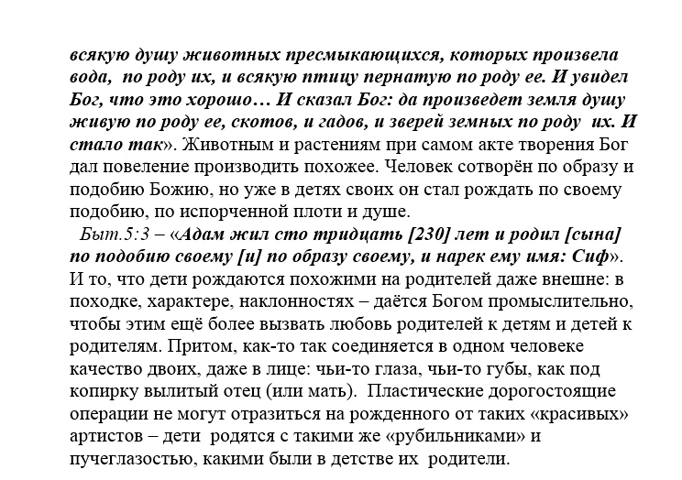 всякую душу животных пресмыкающихся, которых произвела
вода,  по роду их, и всякую птицу пернатую по роду ее. И увидел
Бог, что это хорошо… И сказал Бог: да произведет земля душу
живую по роду ее, скотов, и гадов, и зверей земных по роду  их. И
стало так». Животным и растениям при самом акте творения Бог
дал повеление производить похожее. Человек сотворён по образу и
подобию Божию, но уже в детях своих он стал рождать по своему
подобию, по испорченной плоти и душе.
Быт.5:3 – «Адам жил сто тридцать [230] лет и родил [сына]
по подобию своему [и] по образу своему, и нарек ему имя: Сиф».
И то, что дети рождаются похожими на родителей даже внешне: в
походке, характере, наклонностях – даётся Богом промыслительно,
чтобы этим ещё более вызвать любовь родителей к детям и детей к
родителям. Притом, как-то так соединяется в одном человеке
качество двоих, даже в лице: чьи-то глаза, чьи-то губы, как под
копирку вылитый отец (или мать).  Пластические дорогостоящие
операции не могут отразиться на рожденного от таких «красивых»
артистов – дети  родятся с такими же «рубильниками» и
пучеглазостью, какими были в детстве их  родители.